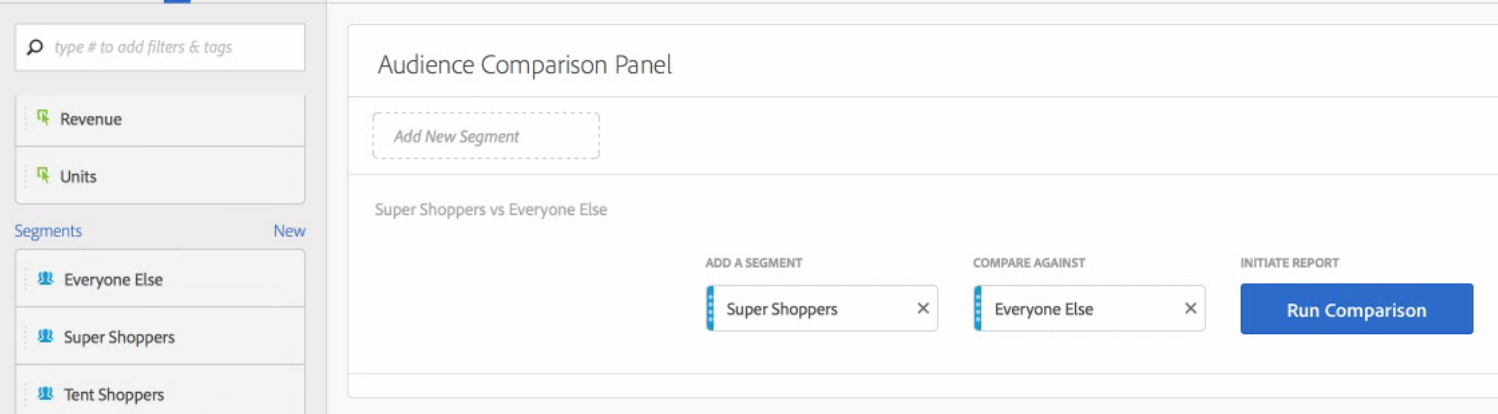 type # to add filters & tags
Revenue
Units
Segments New
Everyone Else
Super Shoppers
Tent Shoppers
Audience Comparison Panel
Add New Segment
Super Shoppers vs Everyone Else
ADD A SEGMENT COMPARE AGAINST INITIATE REPORT
Super Shoppers Everyone Else Run Comparison